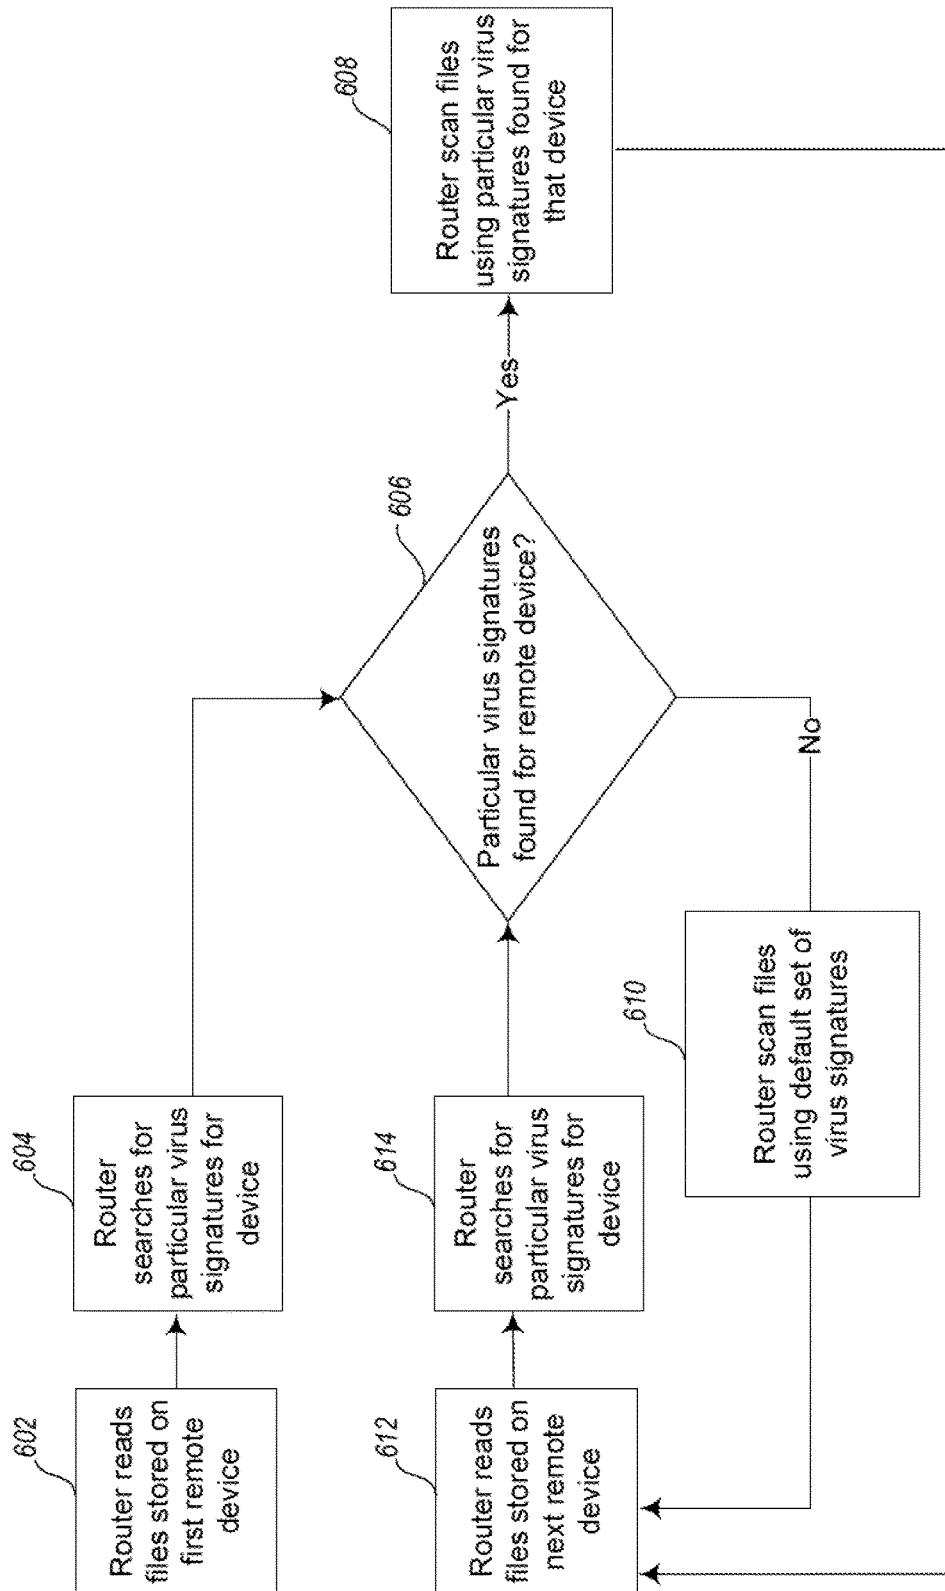 602
Router reads
files stored on
first remote
device
604
Router
searches for
particular virus
signatures for
device
606
Particular virus signatures
found for remote device?
Yes
608
Router scan files
using particular virus
signatures found for
that device
No
610
Router scan files
using default set of
virus signatures
612
Router reads
files stored on
next remote
device
614
Router
searches for
particular virus
signatures for
device